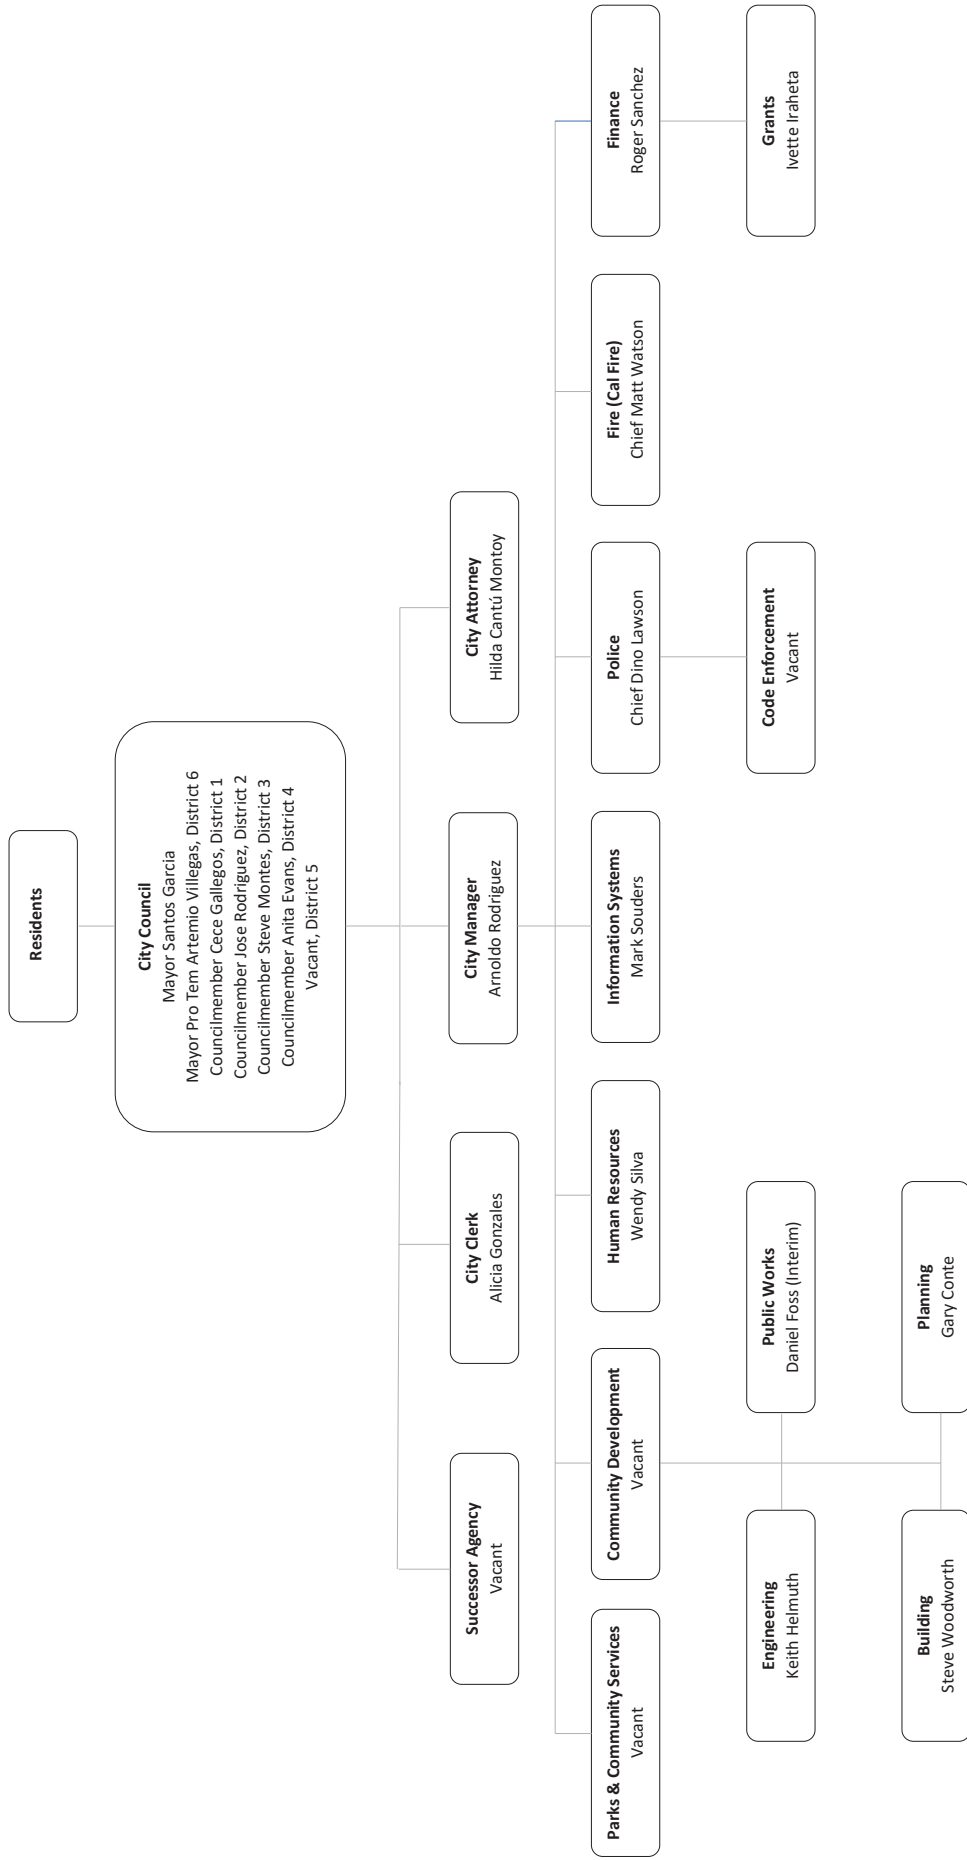 Residents
City Council
Mayor Santos Garcia
Mayor Pro Tem Artemio Villegas, District 6
Councilmember Cece Gallegos, District 1
Councilmember Jose Rodriguez, District 2
Councilmember Steve Montes, District 3
Councilmember Anita Evans, District 4
Vacant, District 5
Successor Agency
Vacant
City Clerk
Alicia Gonzales
City Manager
Arnoldo Rodriguez
City Attorney
Hilda Cantú Montoy
Parks & Community Services
Vacant
Community Development
Vacant
Human Resources
Wendy Silva
Information Systems
Mark Souders
Police
Chief Dino Lawson
Fire (Cal Fire)
Chief Matt Watson
Finance
Roger Sanchez
Engineering
Keith Helmuth
Public Works
Daniel Foss (Interim)
Code Enforcement
Vacant
Grants
Ivette Iraheta
Building
Steve Woodworth
Planning
Gary Conte